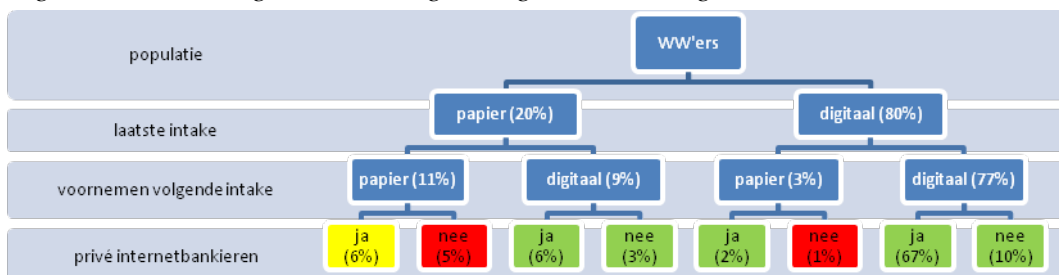 populatie
WW'ers
laatste intake
papier (20%)
digitaal (80%)
voornemen volgende intake
papier (11%)
digitaal (9%)
papier (3%)
digitaal (77%)
privé internetbankieren
ja
(6%)
nee
(5%)
ja
(6%)
nee
(3%)
ja
(2%)
nee
(1%)
ja
(67%)
nee
(10%)